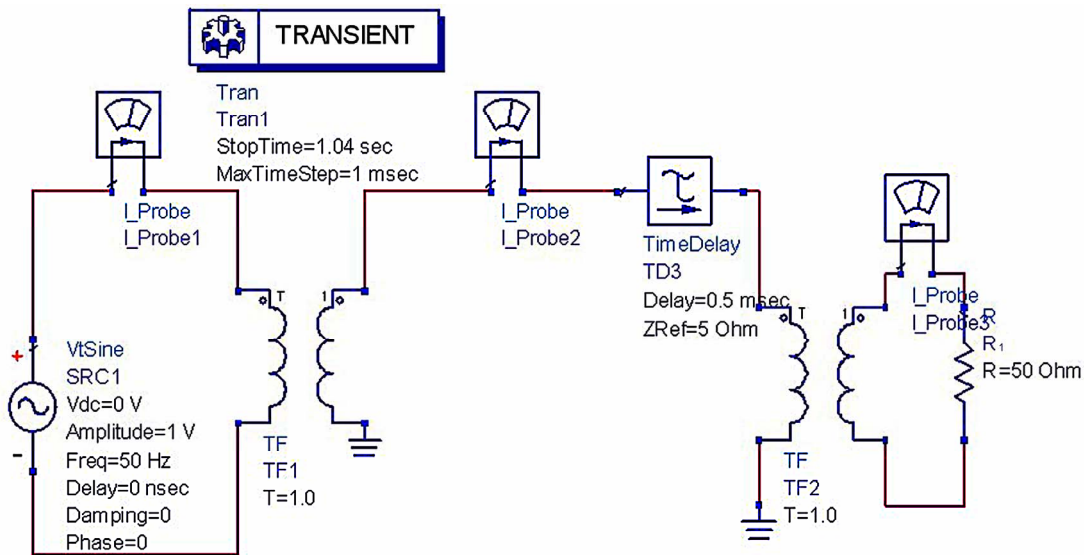 TRANSIENT
Tran
Tran1
StopTime=1.04 sec
MaxTimeStep=1 msec
I_Probe
I_Probe1
I_Probe
I_Probe2
TimeDelay
TD3
Delay=0.5 msec
ZRef=5 Ohm
I_Probe
I_Probe3
R
R1
R=50 Ohm
T
1
T
1
+
VtSine
SRC1
Vdc=0 V
Amplitude=1 V
Freq=50 Hz
Delay=0 nsec
Damping=0
Phase=0
-
TF
TF1
T=1.0
TF
TF2
T=1.0